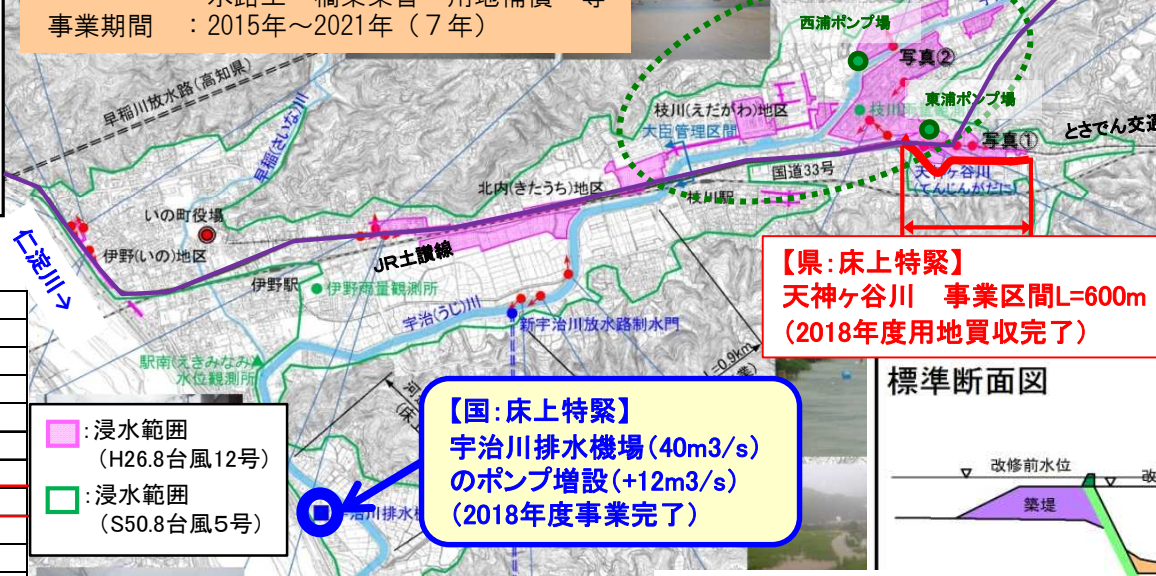 事業期間 ：2015年～2021年（７年）
早稲川放水路(高知県)
早稲(さいな)川
西浦ポンプ場
写真②
東浦ポンプ場
写真①
とさでん交通
枝川(えだがわ)地区
大臣管理区間
枝川
国道33号
天神ヶ谷川
(てんじんがだに)
北内(きたうち)地区
枝川駅
いの町役場
伊野(いの)地区
仁淀川→
JR土讃線
伊野駅
伊野雨量観測所
宇治(うじ)川
新宇治川放水路制水門
駅南(えきみなみ)
水位観測所
L=0.9km
【県：床上特緊】
天神ヶ谷川　事業区間L=600m
(2018年度用地買収完了)
【国：床上特緊】
宇治川排水機場(40m3/s)
のポンプ増設(+12m3/s)
(2018年度事業完了)
治川排水機
：浸水範囲
（H26.8台風12号）
：浸水範囲
（S50.8台風５号）
標準断面図
改修前水位
築堤